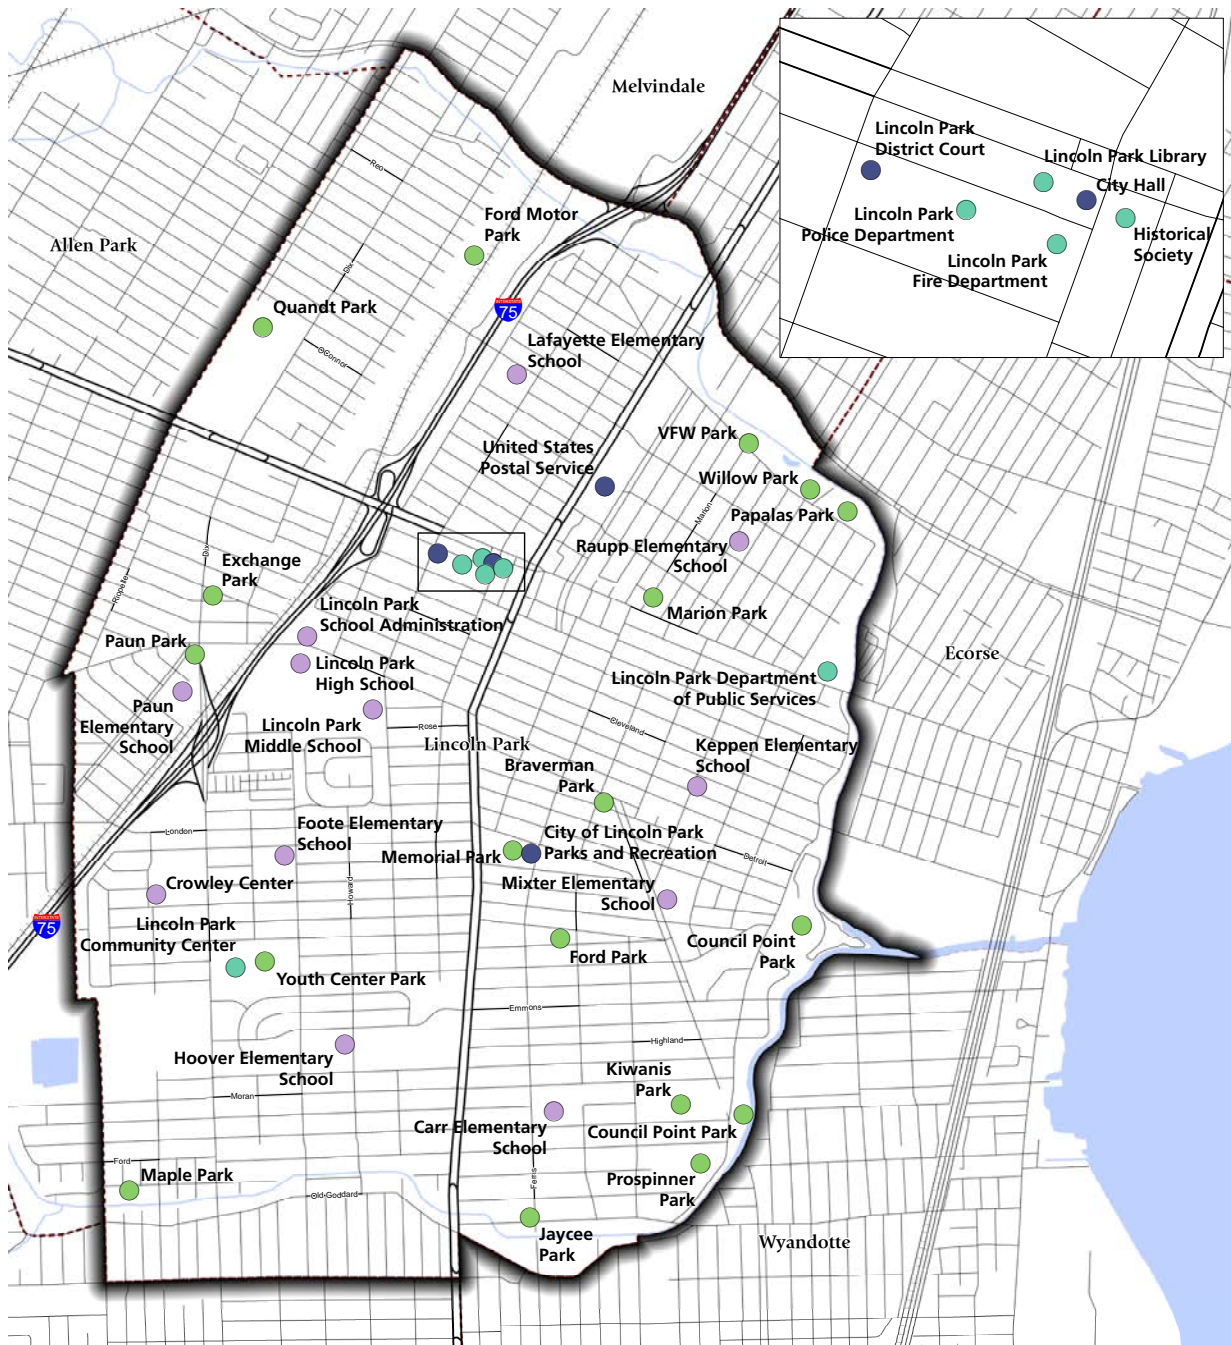 Melvindale
Allen Park
Reo
Ford Motor
Park
Dix
Quandt Park
INTERSTATE
75
O'Connor
Lafayette Elementary
School
Lincoln Park
District Court
Lincoln Park Library
City Hall
Lincoln Park
Police Department
Historical
Society
Lincoln Park
Fire Department
United States
Postal Service
VFW Park
Willow Park
Marion
Papalas Park
Raupp Elementary
School
Dix
Exchange
Park
Marion Park
Lincoln Park
School Administration
Paun Park
Lincoln Park
High School
Ecorse
Lincoln Park Department
of Public Services
Paun
Elementary
School
Lincoln Park
Middle School
Rose
Lincoln Park
Cleveland
Keppen Elementary
School
Braverman
Park
London
Foote Elementary
School
Memorial Park
City of Lincoln Park
Parks and Recreation
Detroit
Crowley Center
Howard
Mixter Elementary
School
INTERSTATE
75
Lincoln Park
Community Center
Youth Center Park
Ford Park
Council Point
Park
Emmons
Highland
Hoover Elementary
School
Moran
Kiwanis
Park
Carr Elementary
School
Council Point Park
Ford
Maple Park
Old Goddard
Ferris
Prospinner
Park
Jaycee
Park
Wyandotte